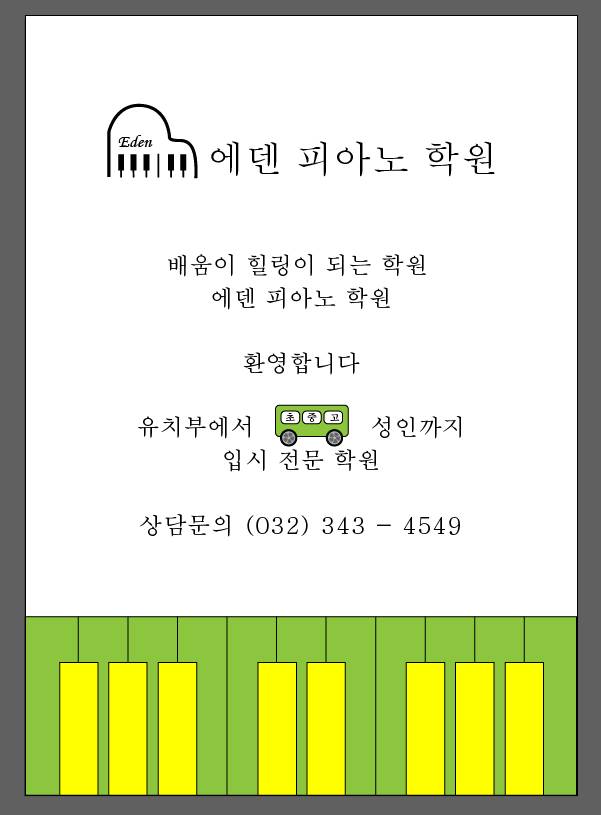 Eden
에덴 피아노 학원
배움이 힐링이 되는 학원
에덴 피아노 학원
환영합니다
유치부에서 초 중 고 성인까지
입시 전문 학원
상담문의 (032) 343 - 4549